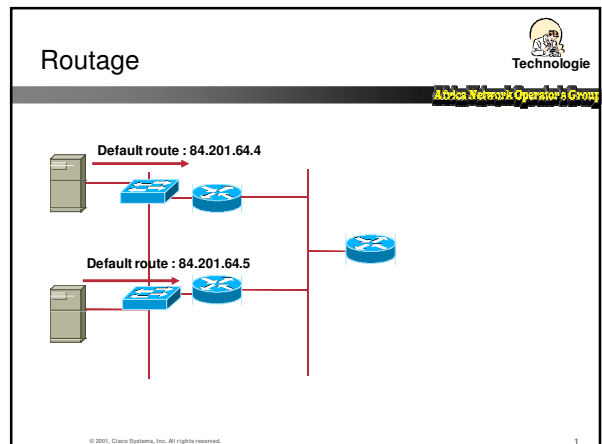 Routage
Technologie
Africa Network Operator's Group
Default route : 84.201.64.4
Default route : 84.201.64.5
© 2001, Cisco Systems, Inc. All rights reserved.
1